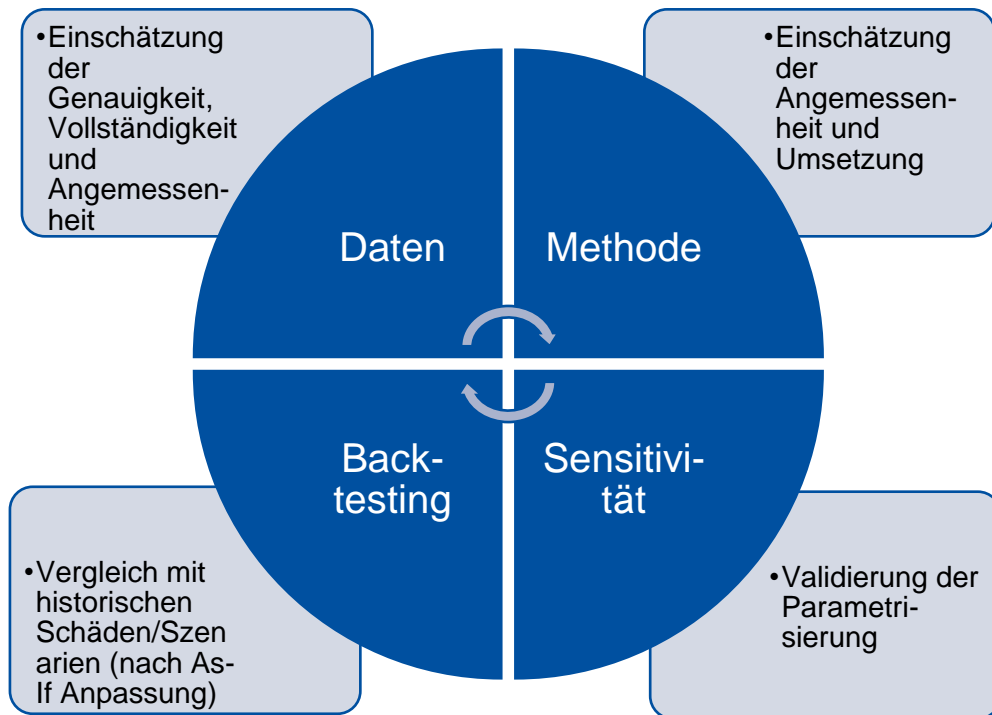 •Einschätzung
der
Genauigkeit,
Vollständigkeit
und
Angemessen-
heit
•Einschätzung
der
Angemessen-
heit und
Umsetzung
Daten
Methode
Back-
testing
Sensitivi-
tät
•Vergleich mit
historischen
Schäden/Szen
arien (nach As-
If Anpassung)
•Validierung der
Parametri-
sierung